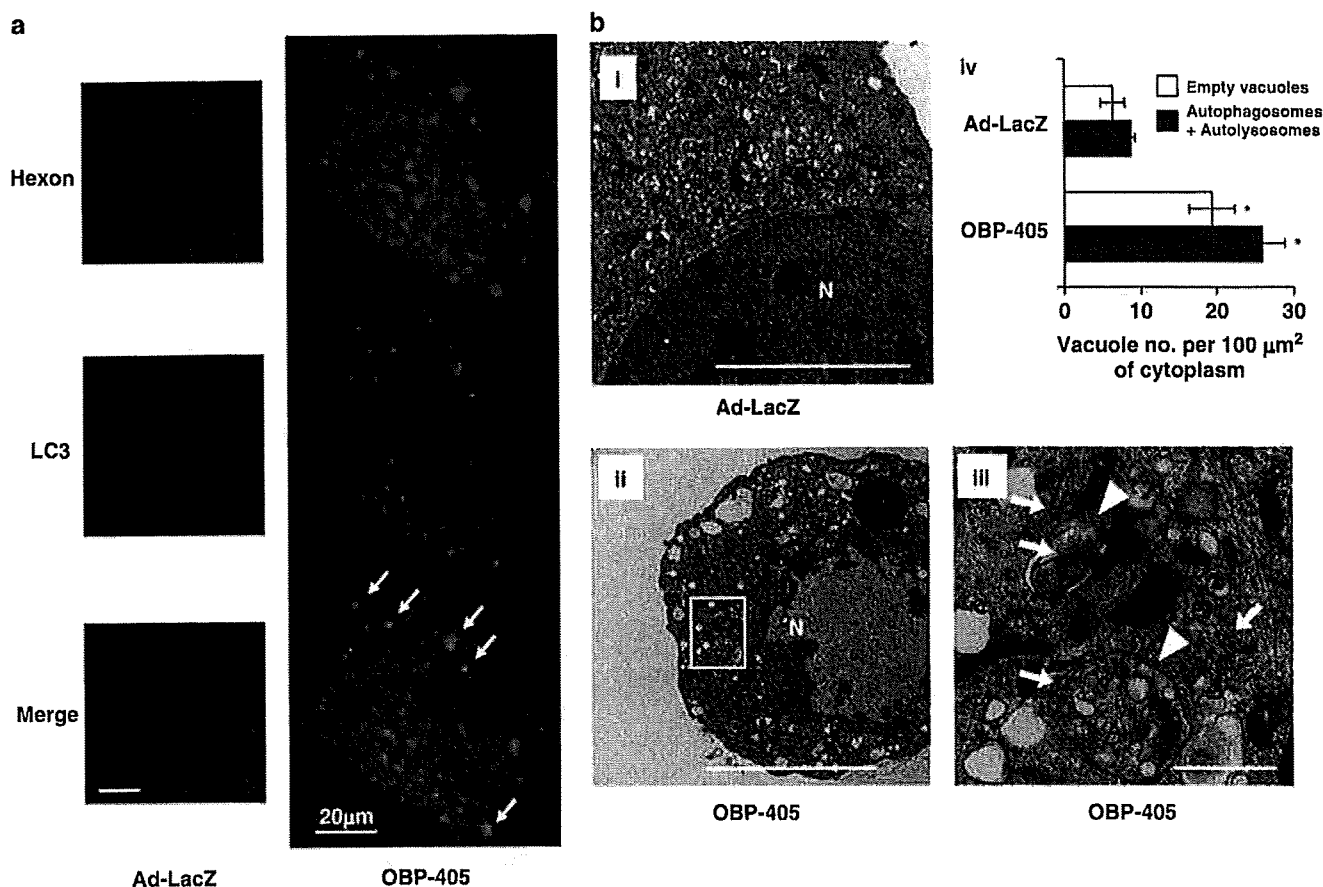 a
Hexon
LC3
Merge
20µm
Ad-LacZ
OBP-405
b
i
N
Ad-LacZ
iv
Empty vacuoles
Autophagosomes
+ Autolysosomes
Ad-LacZ
*
OBP-405
*
0
10
20
30
Vacuole no. per 100 µm²
of cytoplasm
ii
N
OBP-405
iii
OBP-405